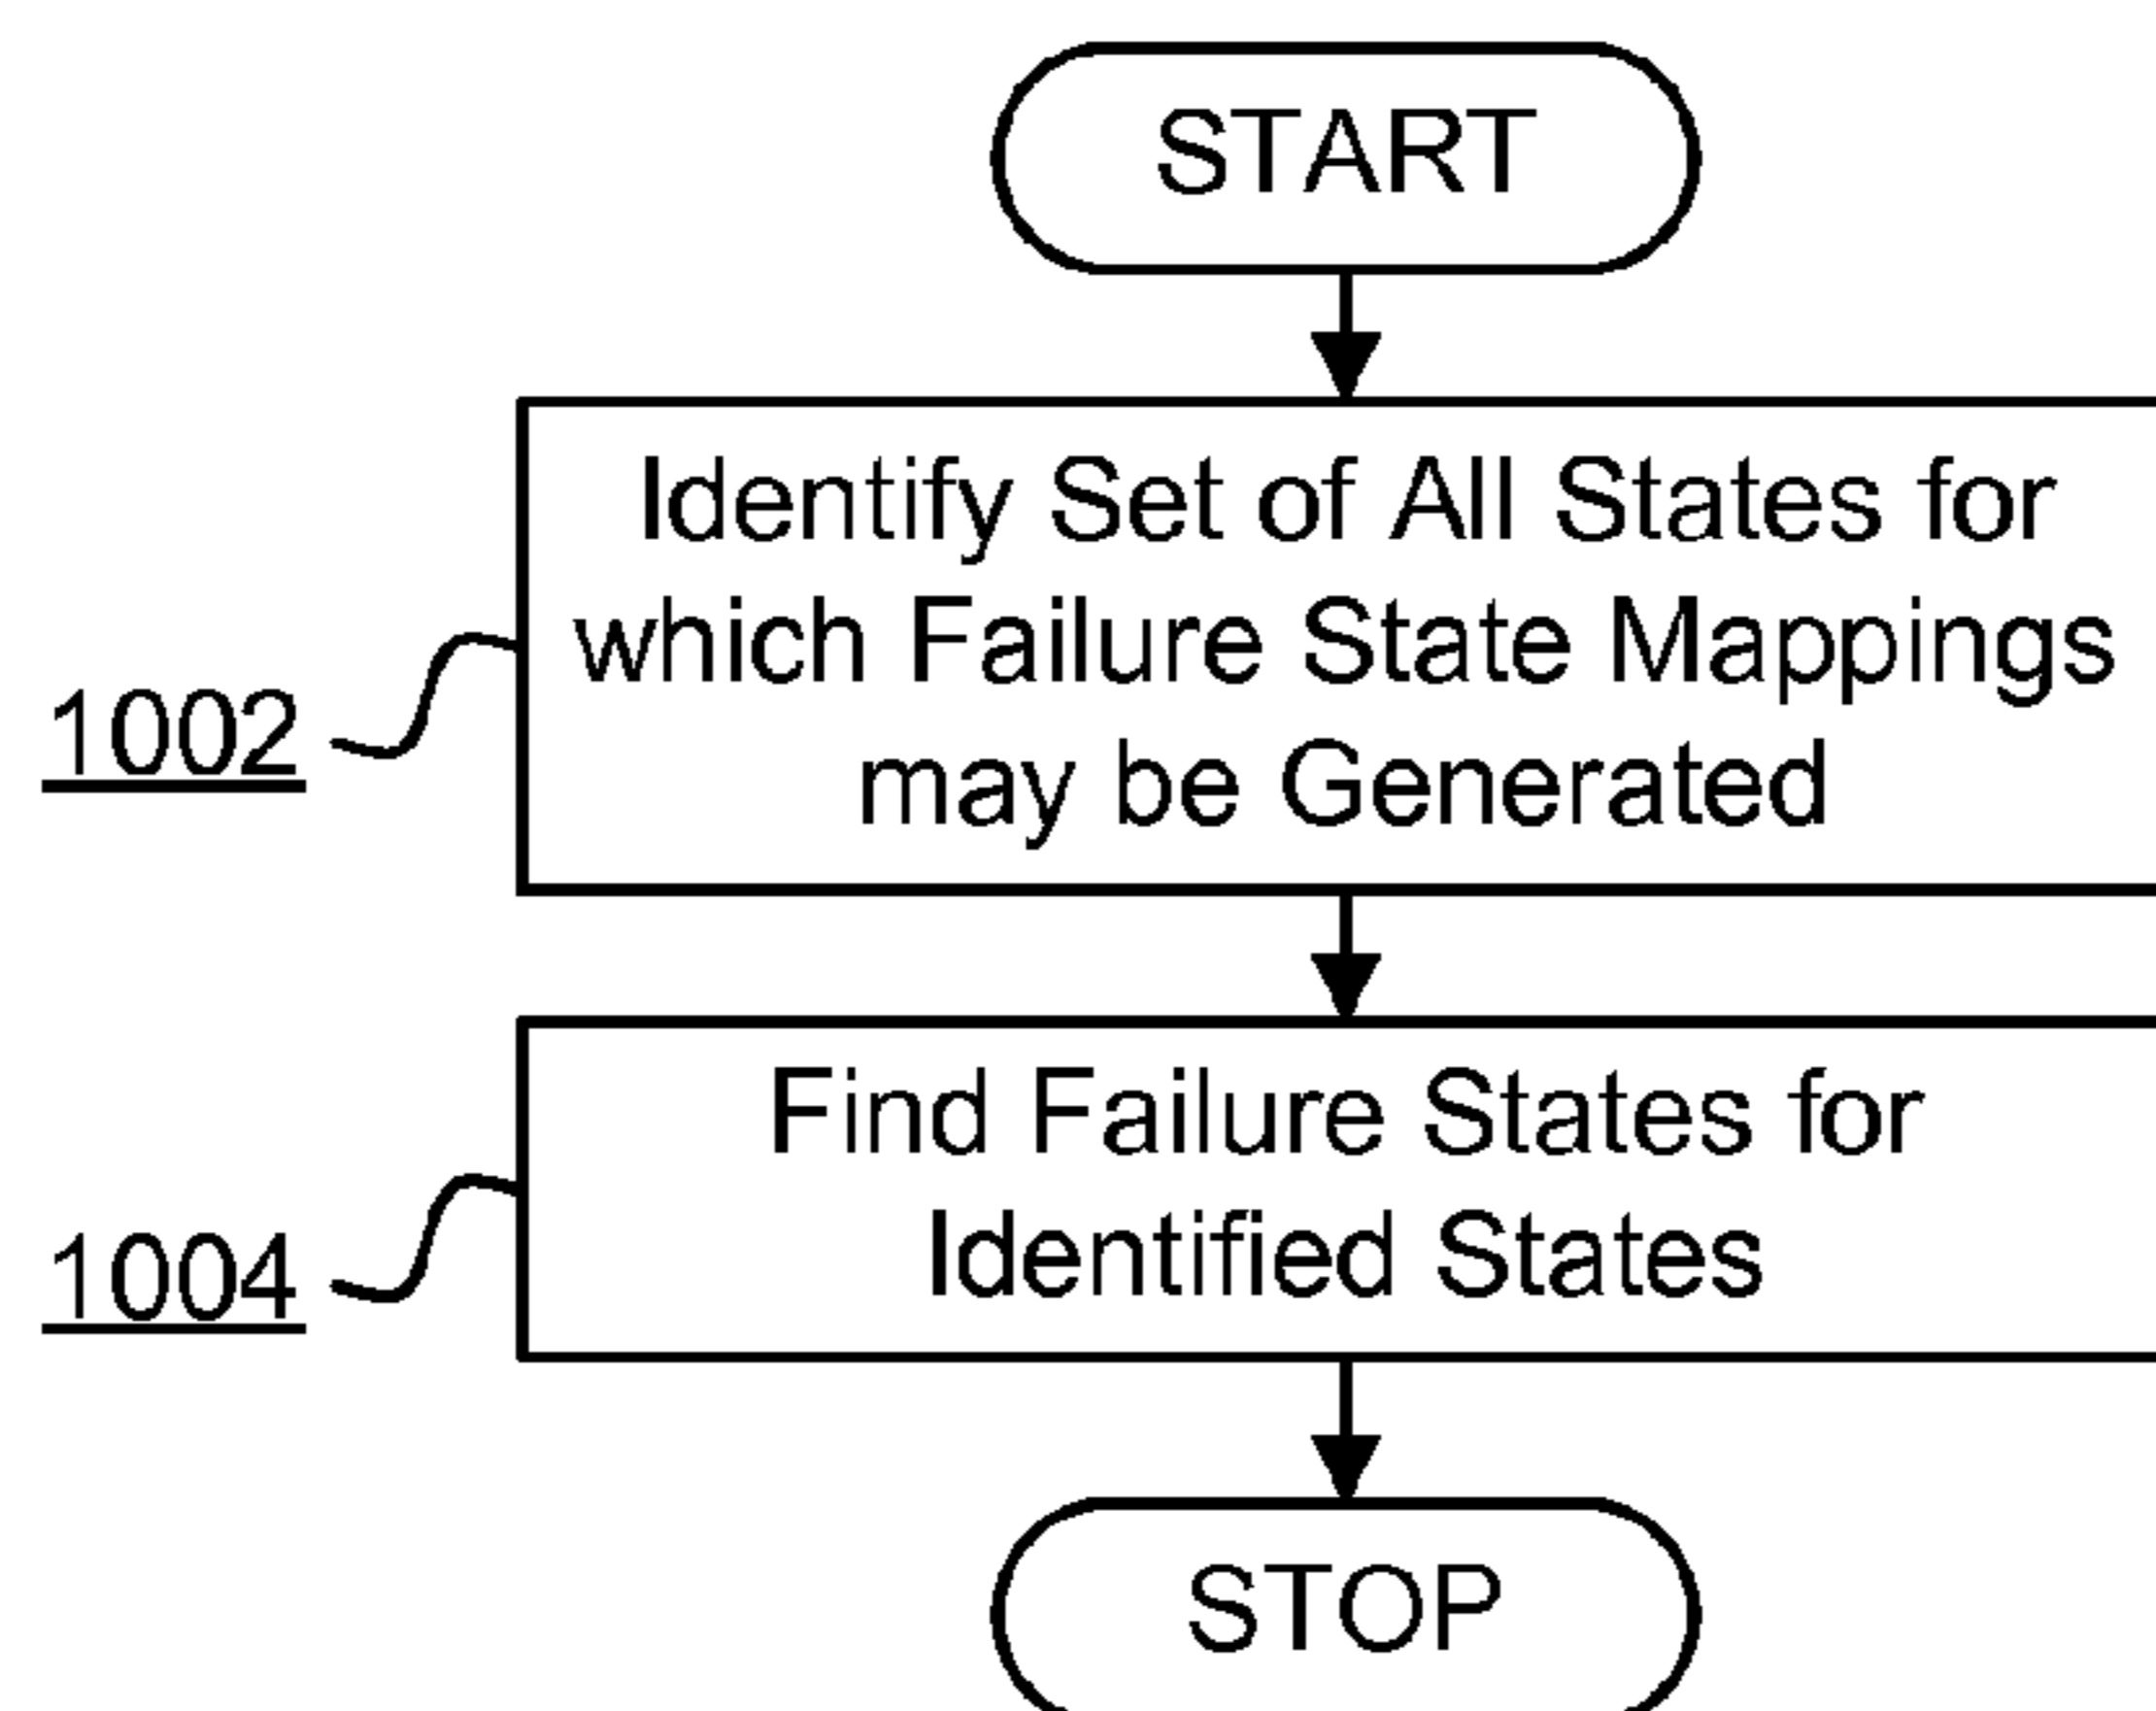 START
Identify Set of All States for
which Failure State Mappings
may be Generated
1002
Find Failure States for
Identified States
1004
STOP